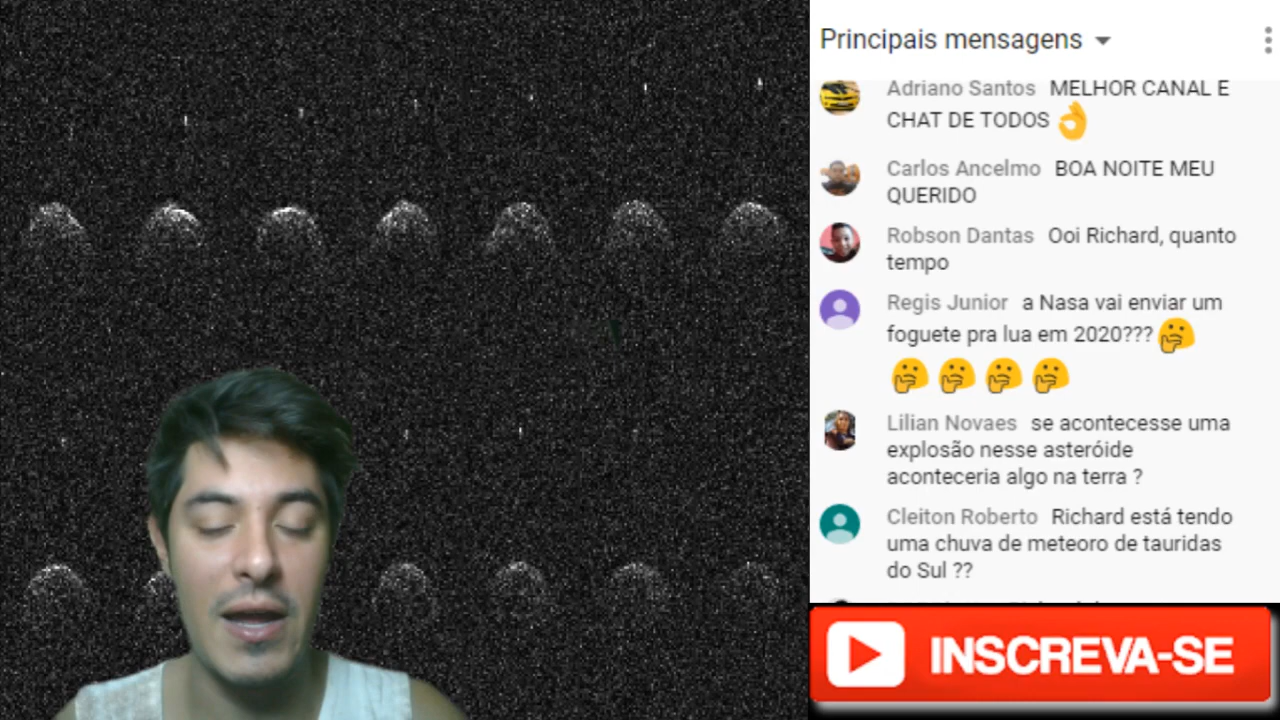 Principais mensagens
Adriano Santos MELHOR CANAL E
CHAT DE TODOS 👌
Carlos Ancelmo BOA NOITE MEU
QUERIDO
Robson Dantas Ooi Richard, quanto
tempo
Regis Junior a Nasa vai enviar um
foguete pra lua em 2020??? 🤔
🤔 🤔 🤔 🤔
Lilian Novaes se acontecesse uma
explosão nesse asteróide
aconteceria algo na terra ?
Cleiton Roberto Richard está tendo
uma chuva de meteoro de tauridas
do Sul ??
INSCREVA-SE